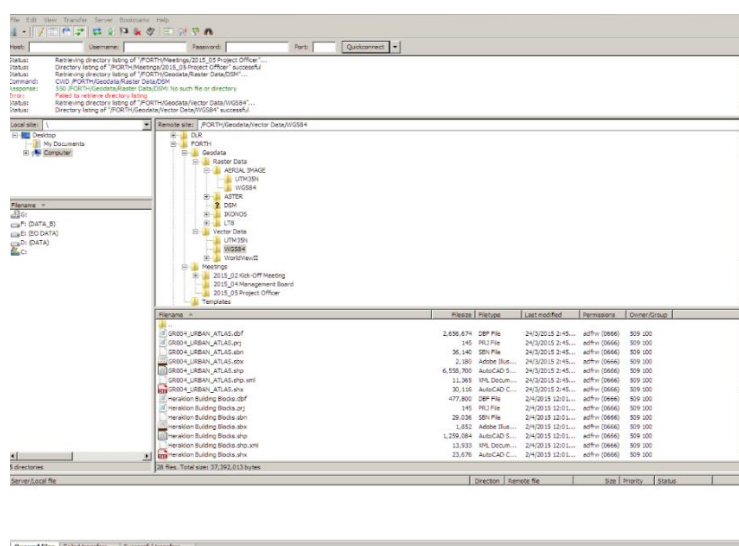 File Edit View Transfer Server Bookmarks Help
Host: Username: Password: Port: Quickconnect
Status: Retrieving directory listing of "/FORTH/Meetings/2015_05 Project Officer"...
Status: Directory listing of "/FORTH/Meetings/2015_05 Project Officer" successful
Status: Retrieving directory listing of "/FORTH/Geodata/Raster Data/DSM"...
Command: CWD /FORTH/Geodata/Raster Data/DSM
Response: 550 /FORTH/Geodata/Raster Data/DSM: No such file or directory
Error: Failed to retrieve directory listing
Status: Retrieving directory listing of "/FORTH/Geodata/Vector Data/WGS84"...
Status: Directory listing of "/FORTH/Geodata/Vector Data/WGS84" successful
Local site: \
Desktop
My Documents
Computer
Filename
G:
F: (DATA_B)
E: (EO DATA)
D: (DATA)
C:
5 directories
Remote site: /FORTH/Geodata/Vector Data/WGS84
DLR
FORTH
Geodata
Raster Data
AERIAL IMAGE
UTM35N
WGS84
ASTER
? DSM
IKONOS
LT8
Vector Data
UTM35N
WGS84
WorldViewII
Meetings
2015_02 Kick-Off Meeting
2015_04 Management Board
2015_05 Project Officer
Templates
Filename Filesize Filetype Last modified Permissions Owner/Group
..
GR004_URBAN_ATLAS.dbf 2,656,674 DBF File 24/3/2015 2:45... adfrw (0666) 509 100
GR004_URBAN_ATLAS.prj 145 PRJ File 24/3/2015 2:45... adfrw (0666) 509 100
GR004_URBAN_ATLAS.sbn 36,140 SBN File 24/3/2015 2:45... adfrw (0666) 509 100
GR004_URBAN_ATLAS.sbx 2,180 Adobe Illus... 24/3/2015 2:45... adfrw (0666) 509 100
GR004_URBAN_ATLAS.shp 6,558,700 AutoCAD S... 24/3/2015 2:45... adfrw (0666) 509 100
GR004_URBAN_ATLAS.shp.xml 11,365 XML Docum... 24/3/2015 2:45... adfrw (0666) 509 100
GR004_URBAN_ATLAS.shx 30,116 AutoCAD C... 24/3/2015 2:45... adfrw (0666) 509 100
Heraklion Building Blocks.dbf 477,800 DBF File 2/4/2015 12:01... adfrw (0666) 509 100
Heraklion Building Blocks.prj 145 PRJ File 2/4/2015 12:01... adfrw (0666) 509 100
Heraklion Building Blocks.sbn 29,036 SBN File 2/4/2015 12:01... adfrw (0666) 509 100
Heraklion Building Blocks.sbx 1,852 Adobe Illus... 2/4/2015 12:01... adfrw (0666) 509 100
Heraklion Building Blocks.shp 1,259,084 AutoCAD S... 2/4/2015 12:01... adfrw (0666) 509 100
Heraklion Building Blocks.shp.xml 13,933 XML Docum... 2/4/2015 12:01... adfrw (0666) 509 100
Heraklion Building Blocks.shx 23,676 AutoCAD C... 2/4/2015 12:01... adfrw (0666) 509 100
28 files. Total size: 37,392,013 bytes
Server/Local file Direction Remote file Size Priority Status